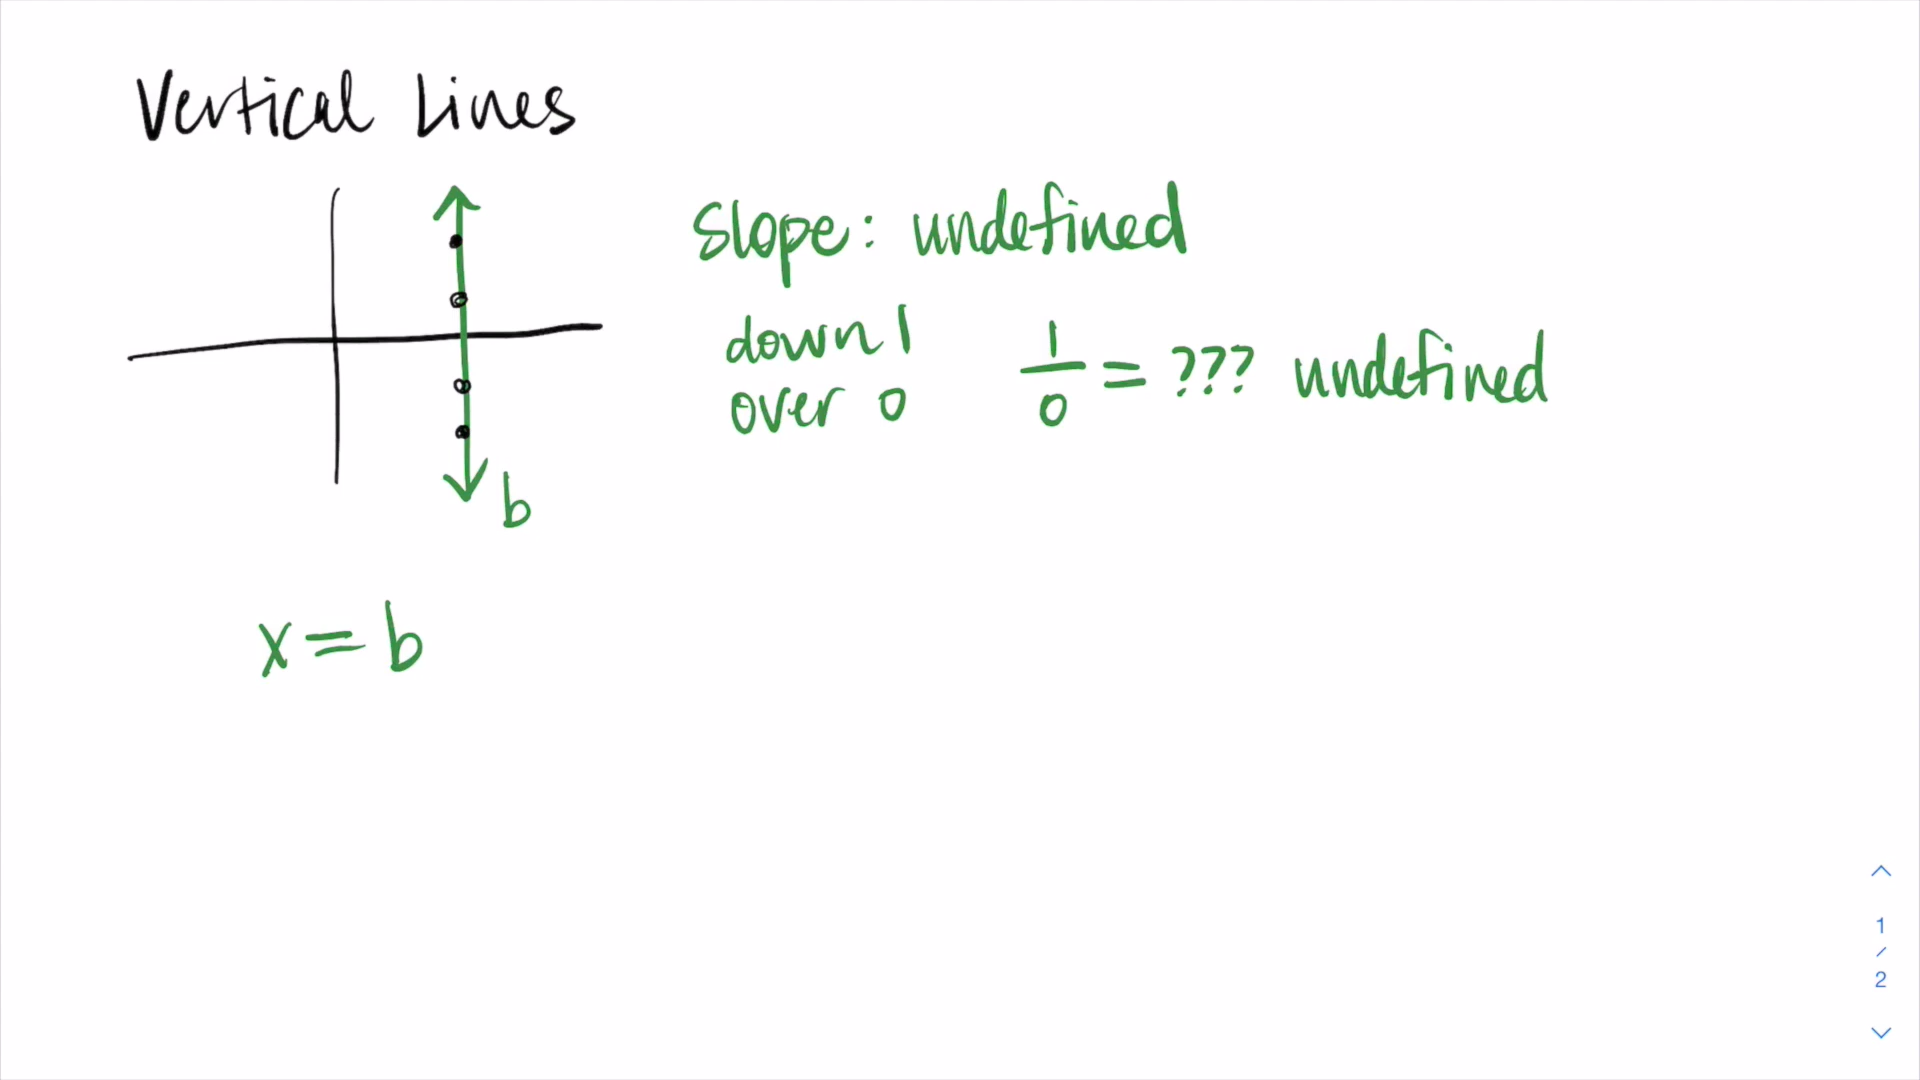 Vertical Lines
slope: undefined
down 1
over 0
1/0 = ??? undefined
b
x = b
1
/
2